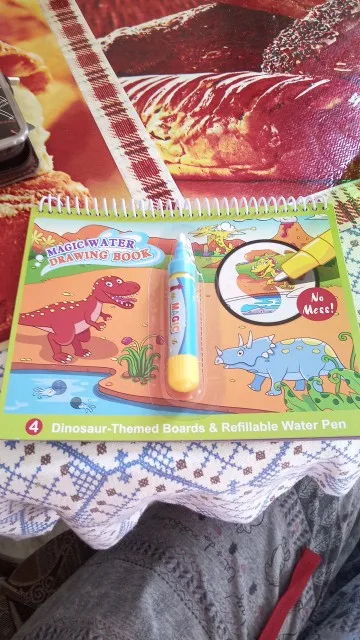 MAGIC WATER
DRAWING BOOK
No
Mess!
MAGIC
4 Dinosaur-Themed Boards & Refillable Water Pen